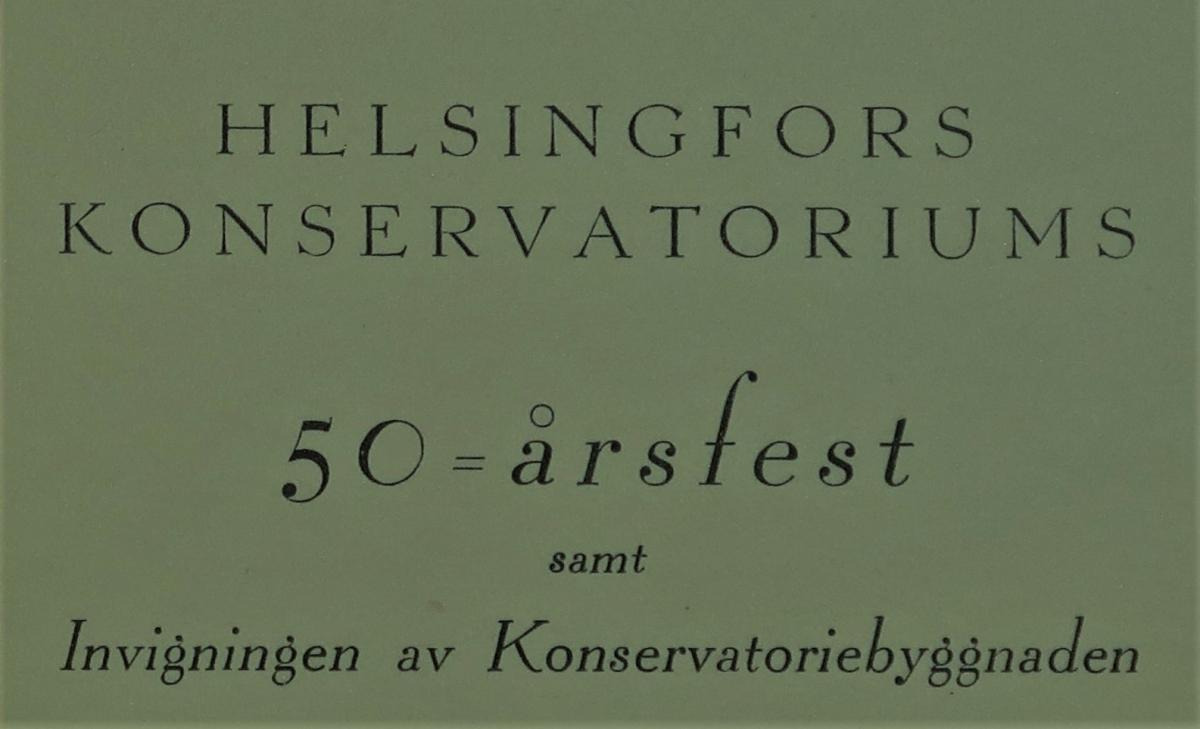 HELSINGFORS
KONSERVATORIUMS
50=årsfest
samt
Invigningen av Konservatoriebyggnaden